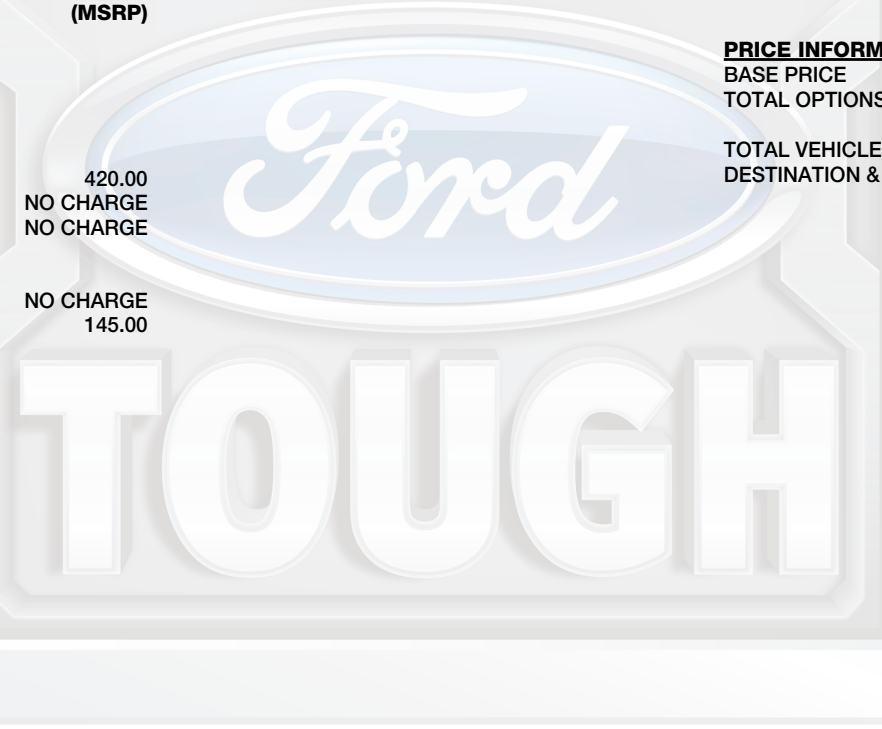 (MSRP)
420.00
NO CHARGE
NO CHARGE
NO CHARGE
145.00
PRICE INFORM
BASE PRICE
TOTAL OPTIONS
TOTAL VEHICLE
DESTINATION &
Ford
TOUGH